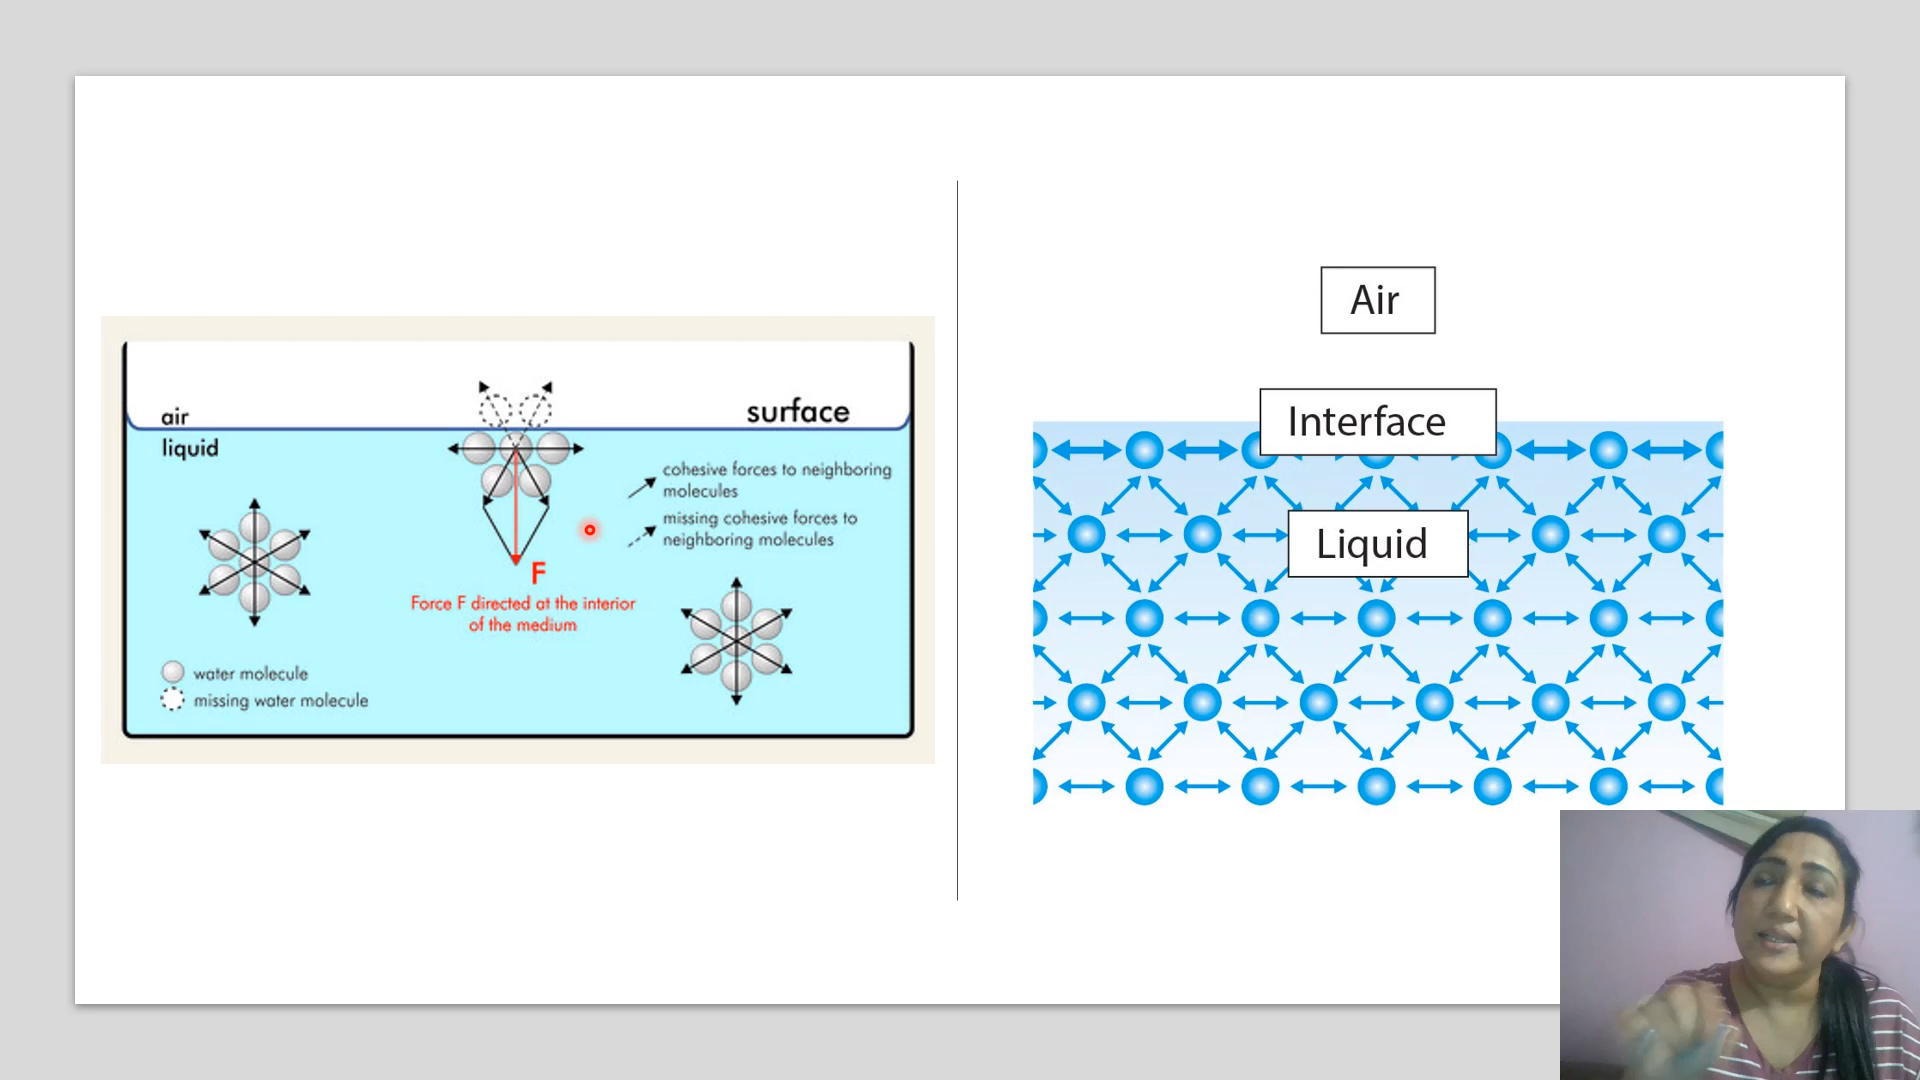 air
surface
liquid
cohesive forces to neighboring
molecules
missing cohesive forces to
neighboring molecules
F
Force F directed at the interior
of the medium
water molecule
missing water molecule
Air
Interface
Liquid